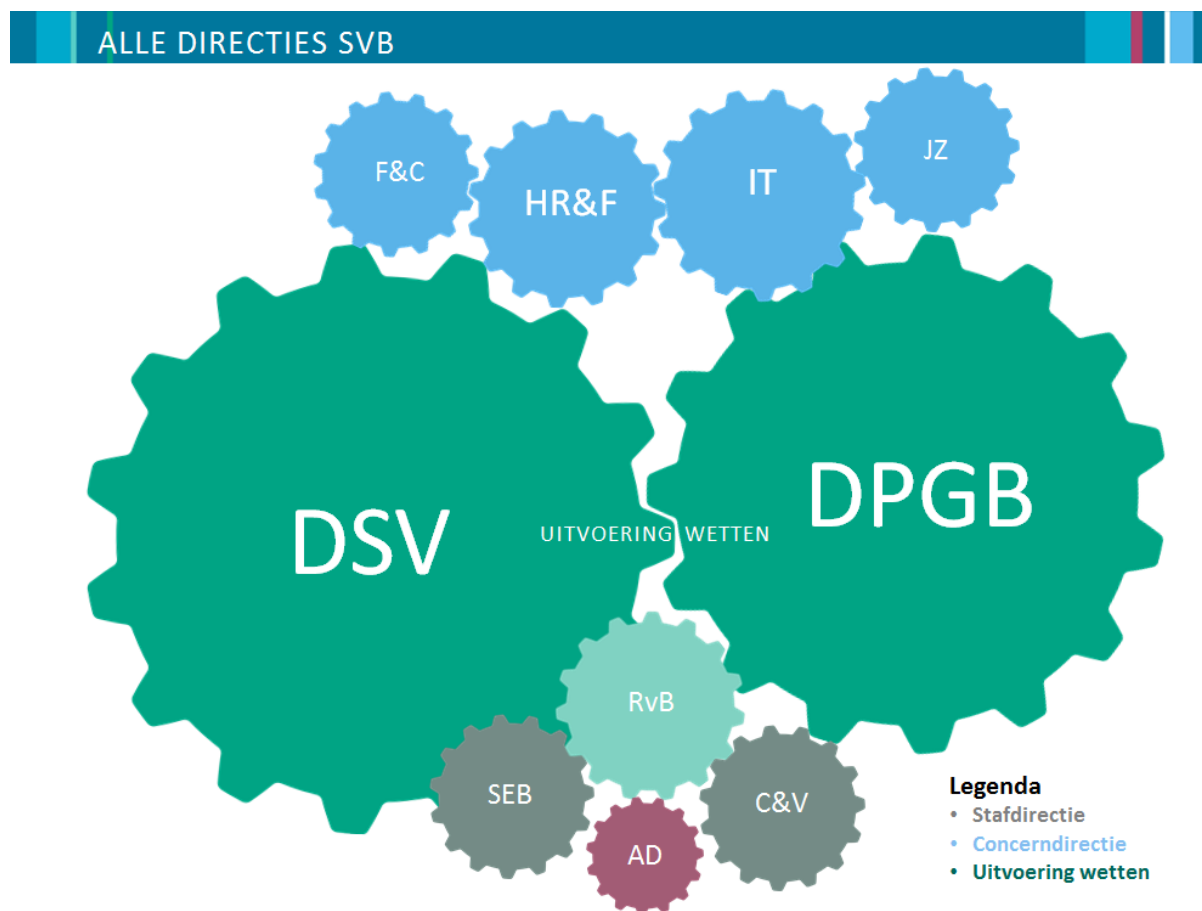 ALLE DIRECTIES SVB
F&C
HR&F
IT
JZ
DSV
DPGB
UITVOERING WETTEN
RvB
SEB
C&V
AD
Legenda
• Stafdirectie
• Concerndirectie
• Uitvoering wetten